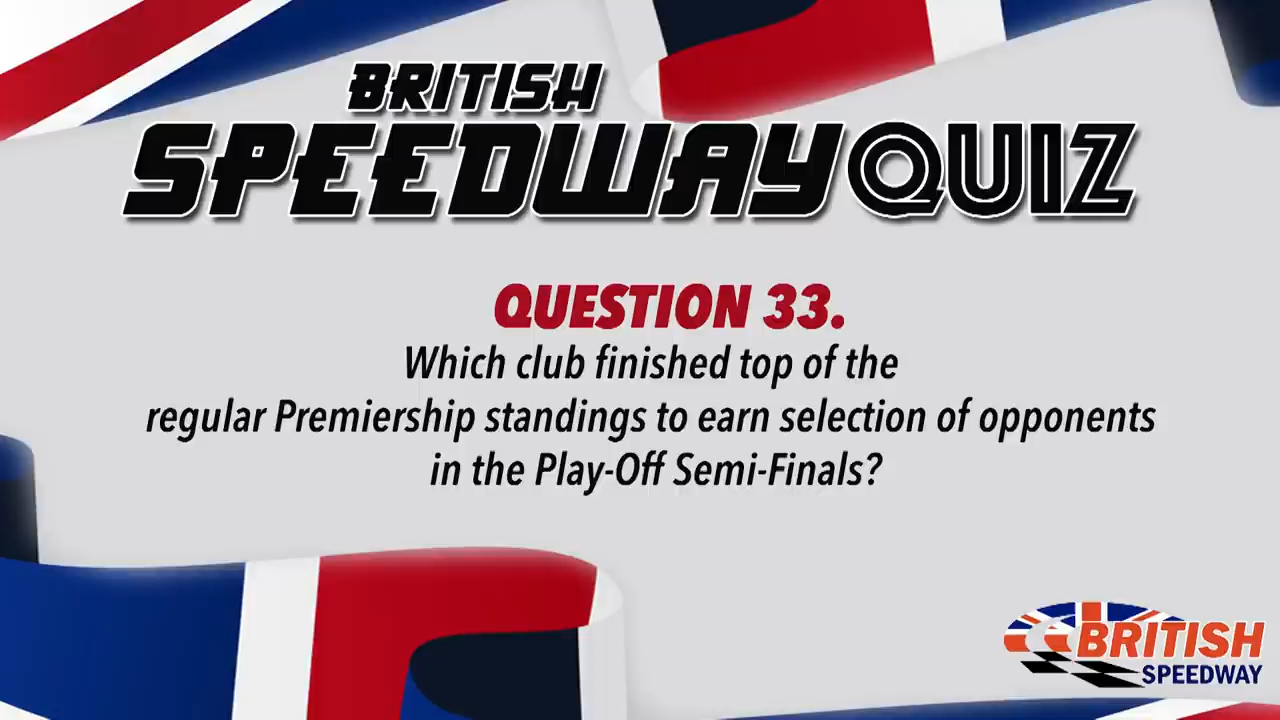 BRITISH
SPEEDWAY QUIZ
QUESTION 33.
Which club finished top of the
regular Premiership standings to earn selection of opponents
in the Play-Off Semi-Finals?
BRITISH
SPEEDWAY